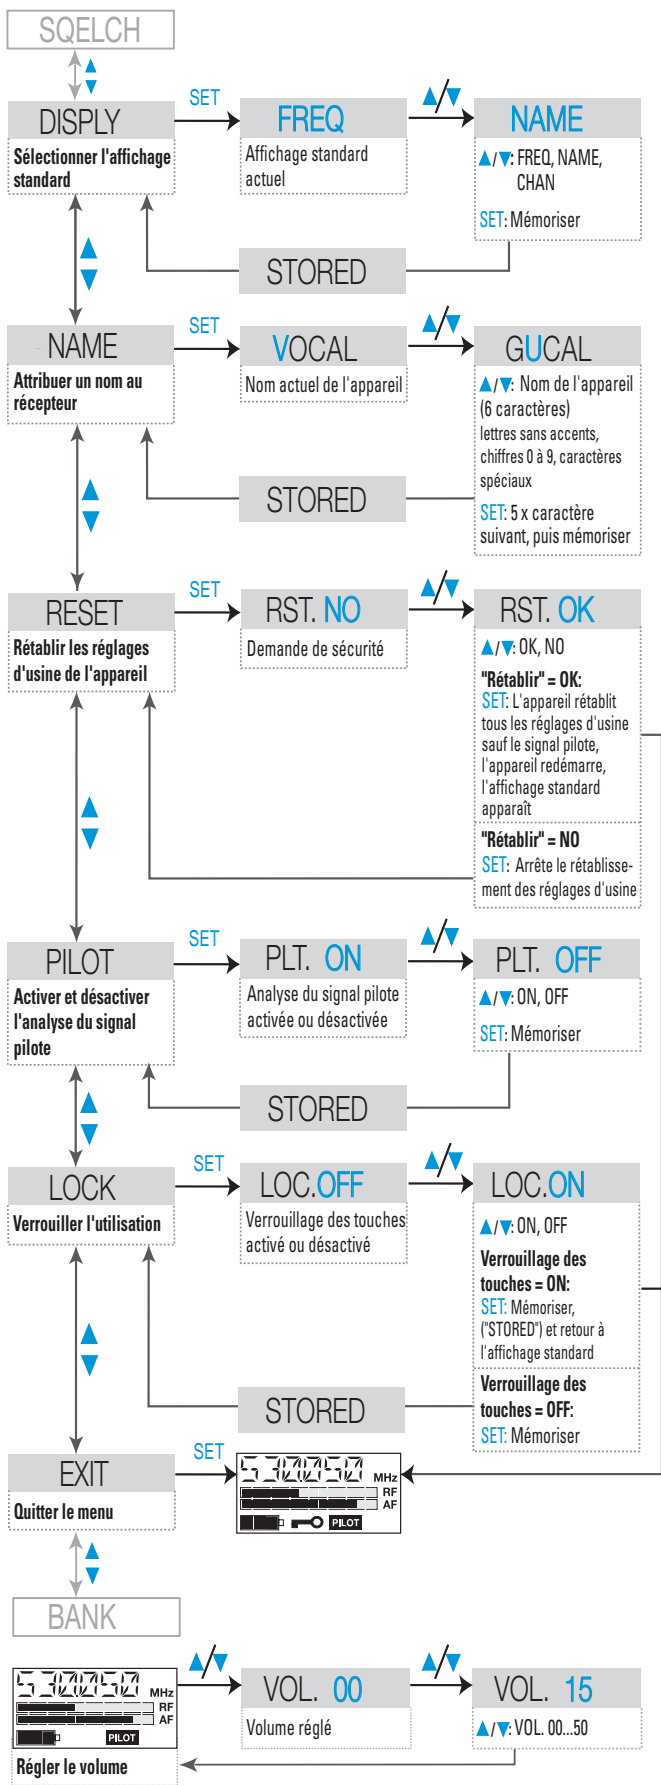 SQELCH
DISPLY
Sélectionner l'affichage
standard
SET
FREQ
Affichage standard
actuel
▲/▼
NAME
▲/▼: FREQ, NAME,
CHAN
SET: Mémoriser
STORED
NAME
Attribuer un nom au
récepteur
SET
VOCAL
Nom actuel de l'appareil
▲/▼
GUCAL
▲/▼: Nom de l'appareil
(6 caractères)
lettres sans accents,
chiffres 0 à 9, caractères
spéciaux
SET: 5 x caractère
suivant, puis mémoriser
STORED
RESET
Rétablir les réglages
d'usine de l'appareil
SET
RST. NO
Demande de sécurité
▲/▼
RST. OK
▲/▼: OK, NO
"Rétablir" = OK:
SET: L'appareil rétablit
tous les réglages d'usine
sauf le signal pilote,
l'appareil redémarre,
l'affichage standard
apparaît
"Rétablir" = NO
SET: Arrête le rétablisse-
ment des réglages d'usine
PILOT
Activer et désactiver
l'analyse du signal
pilote
SET
PLT. ON
Analyse du signal pilote
activée ou désactivée
▲/▼
PLT. OFF
▲/▼: ON, OFF
SET: Mémoriser
STORED
LOCK
Verrouiller l'utilisation
SET
LOC.OFF
Verrouillage des touches
activé ou désactivé
▲/▼
LOC.ON
▲/▼: ON, OFF
Verrouillage des
touches = ON:
SET: Mémoriser,
("STORED") et retour à
l'affichage standard
Verrouillage des
touches = OFF:
SET: Mémoriser
STORED
EXIT
Quitter le menu
SET
530050 MHz
RF
AF
PILOT
BANK
530050 MHz
RF
AF
PILOT
Régler le volume
▲/▼
VOL. 00
Volume réglé
▲/▼
VOL. 15
▲/▼: VOL. 00...50